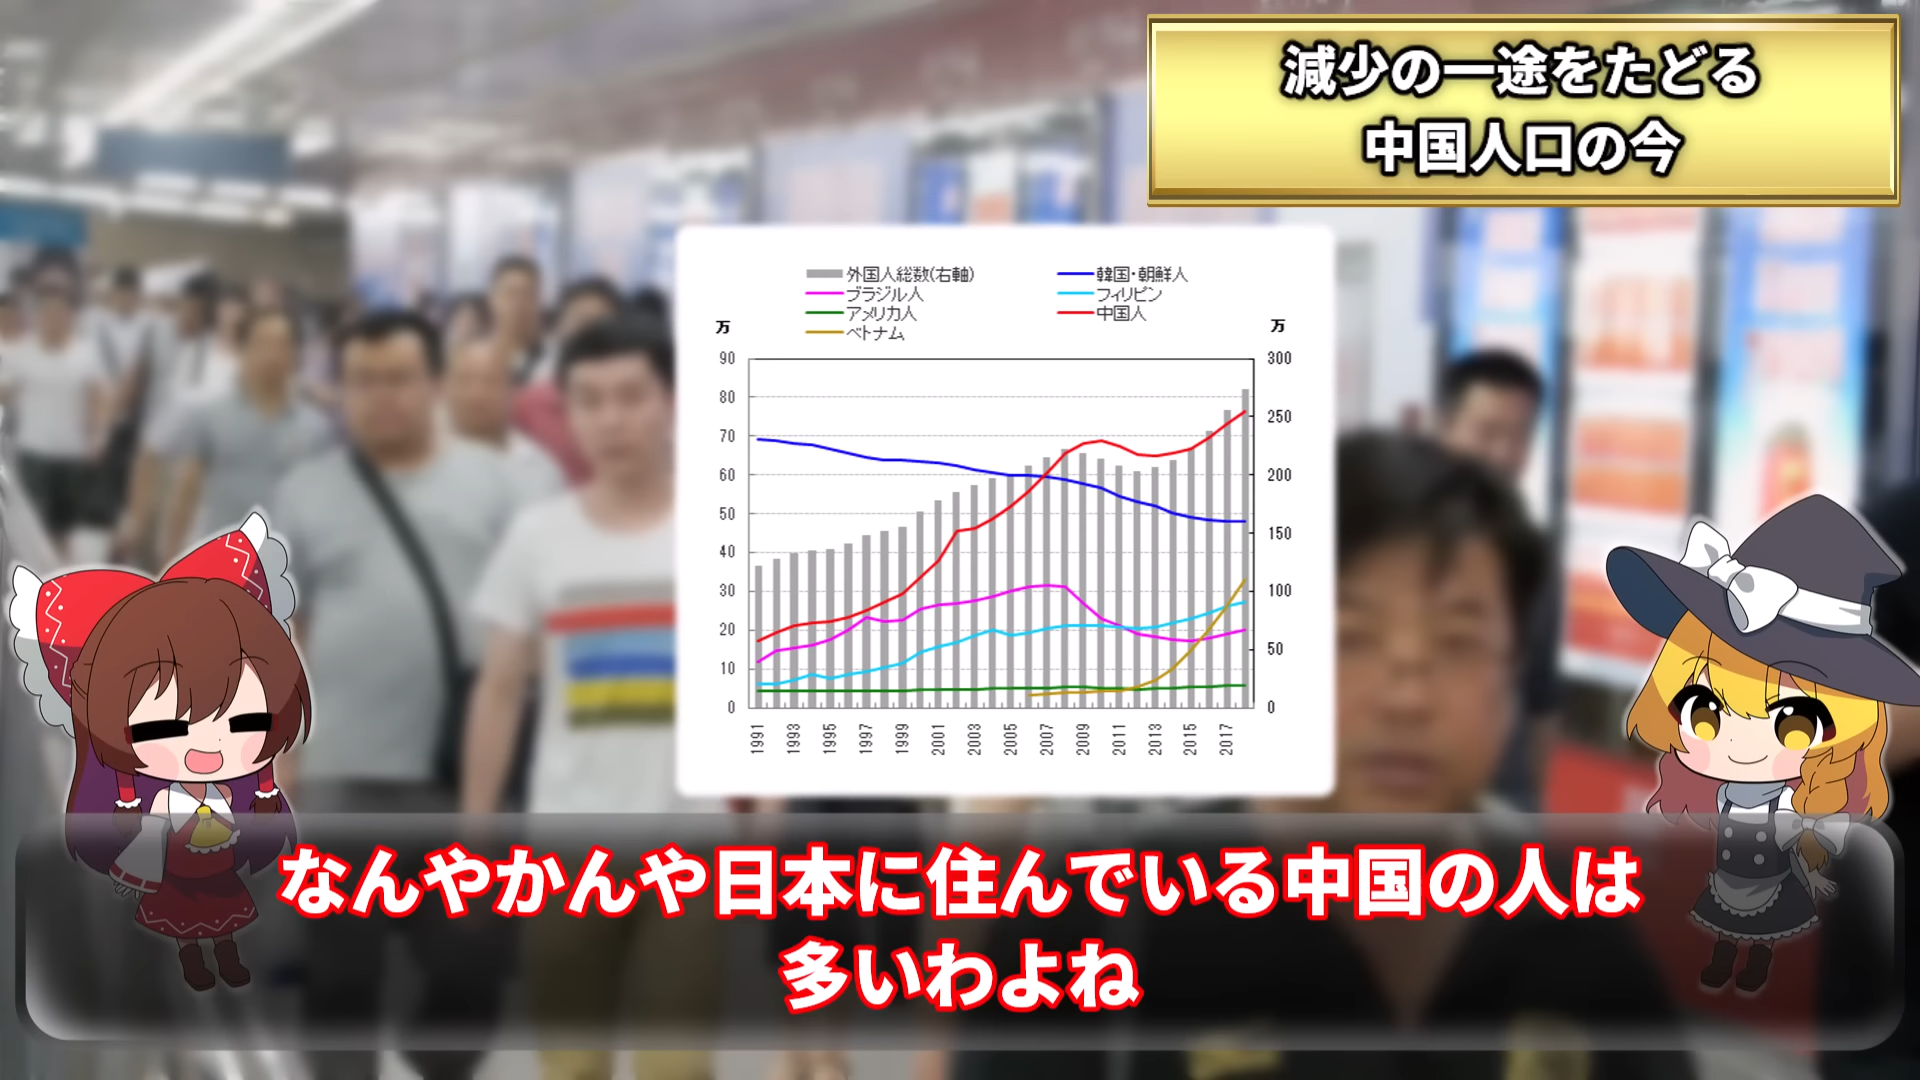 減少の一途をたどる
中国人口の今
外国人総数(右軸)
韓国・朝鮮人
ブラジル人
フィリピン
アメリカ人
中国人
ベトナム
万
万
90
80
70
60
50
40
30
20
10
0
300
250
200
150
100
50
0
1991
1993
1995
1997
1999
2001
2003
2005
2007
2009
2011
2013
2015
2017
なんやかんや日本に住んでいる中国の人は
多いわよね